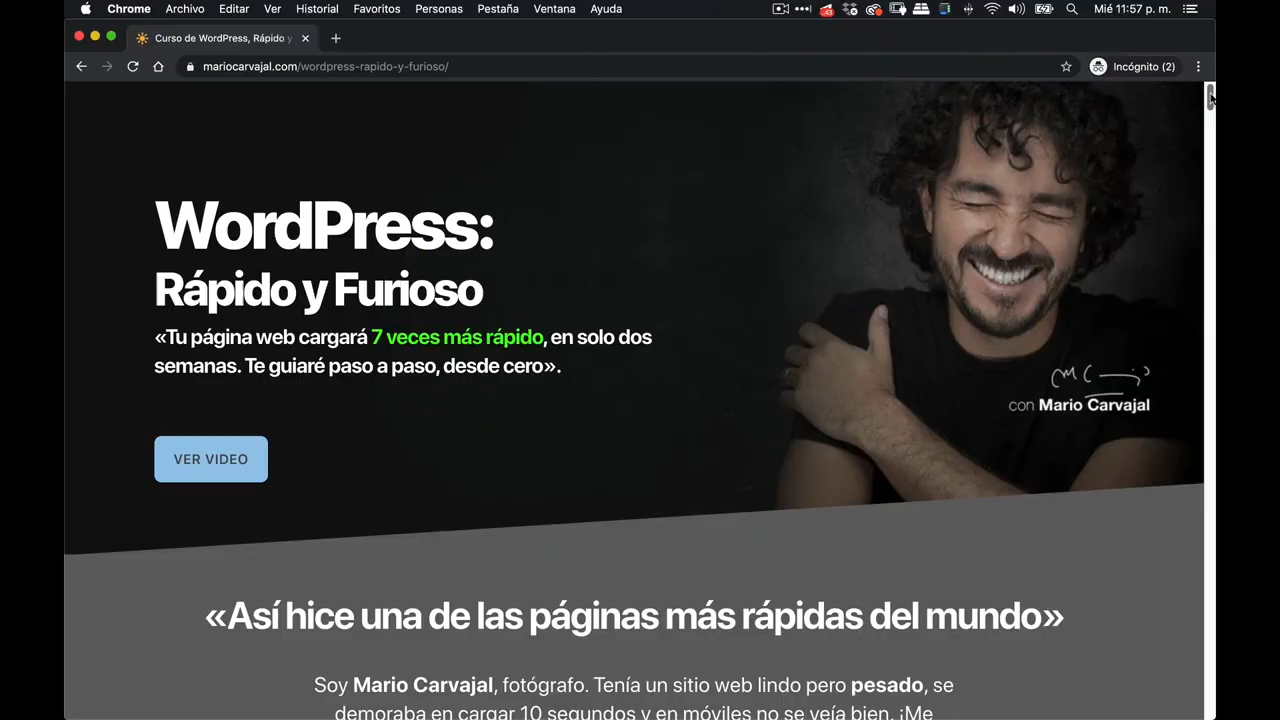 Chrome Archivo Editar Ver Historial Favoritos Personas Pestaña Ventana Ayuda Mié 11:57 p. m.
Curso de WordPress, Rápido y
mariocarvajal.com/wordpress-rapido-y-furioso/ Incógnito (2)
WordPress:
Rápido y Furioso
«Tu página web cargará 7 veces más rápido, en solo dos
semanas. Te guiaré paso a paso, desde cero».
con Mario Carvajal
VER VIDEO
«Así hice una de las páginas más rápidas del mundo»
Soy Mario Carvajal, fotógrafo. Tenía un sitio web lindo pero pesado, se
demoraba en cargar 10 segundos y en móviles no se veía bien. ¡Me